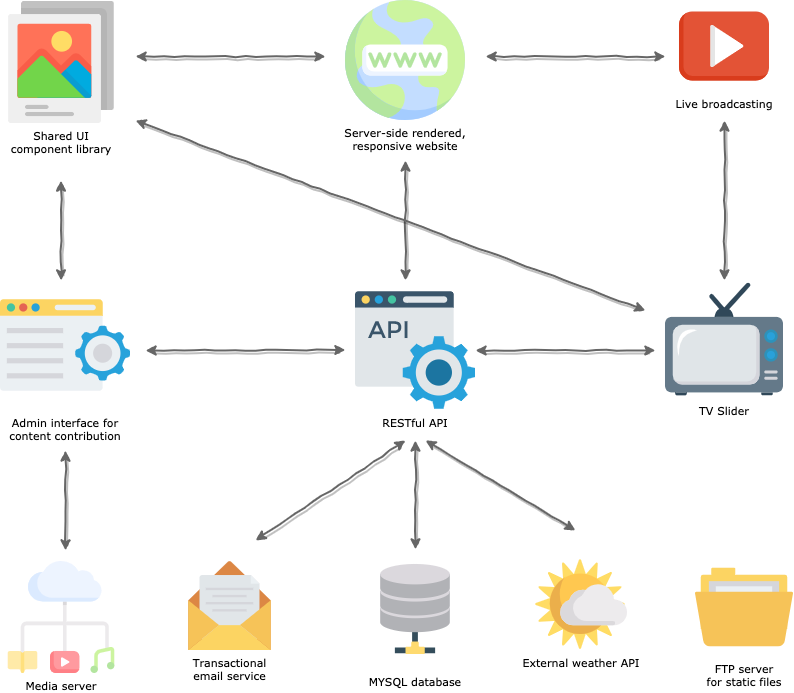 WWW
Live broadcasting
Shared UI
component library
Server-side rendered,
responsive website
API
Admin interface for
content contribution
RESTful API
TV Slider
Media server
Transactional
email service
MYSQL database
External weather API
FTP server
for static files